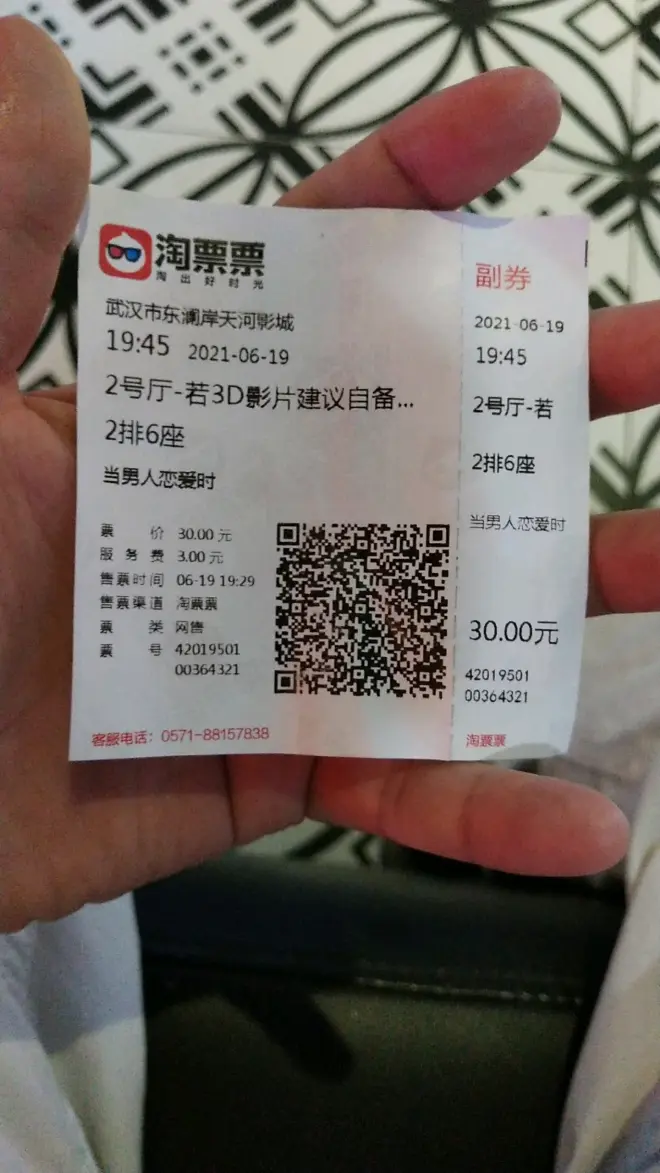 淘票票
淘出好时光
武汉市东澜岸天河影城
19:45 2021-06-19
2号厅-若3D影片建议自备...
2排6座
当男人恋爱时
票价 30.00 元
服务费 3.00 元
售票时间 06-19 19:29
售票渠道 淘票票
票类 网售
票号 42019501
00364321
客服电话：0571-88157838
副券
2021-06-19
19:45
2号厅-若
2排6座
当男人恋爱时
30.00元
42019501
00364321
淘票票